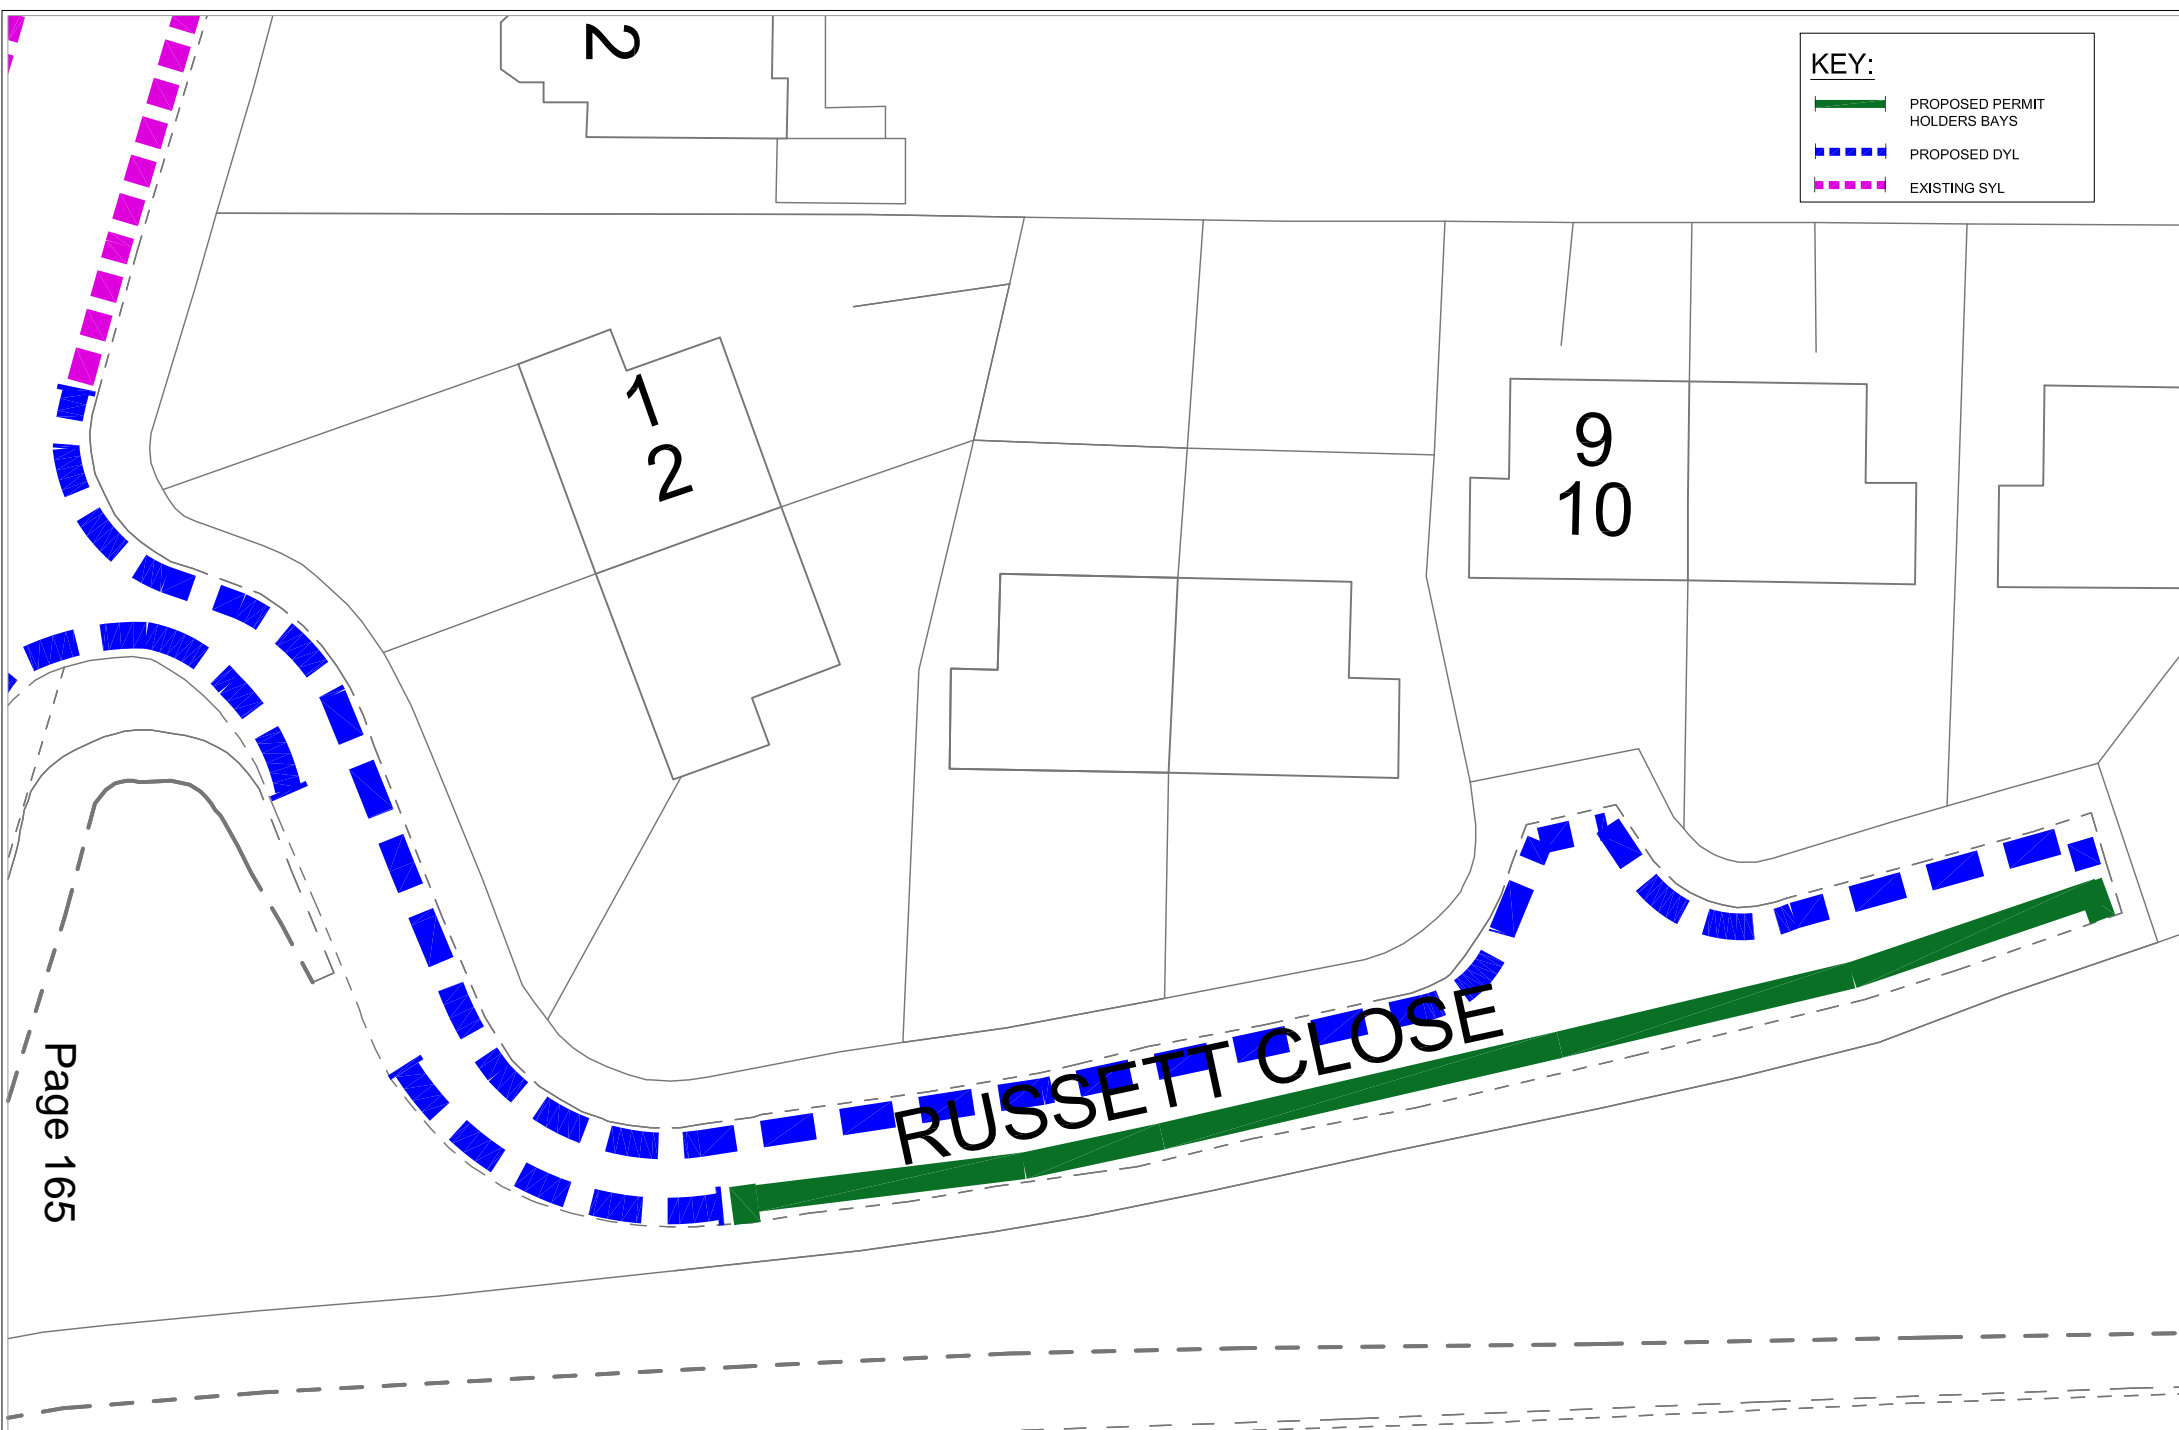 2
KEY:
PROPOSED PERMIT
HOLDERS BAYS
PROPOSED DYL
EXISTING SYL
1
2
9
10
RUSSETT CLOSE
Page 165